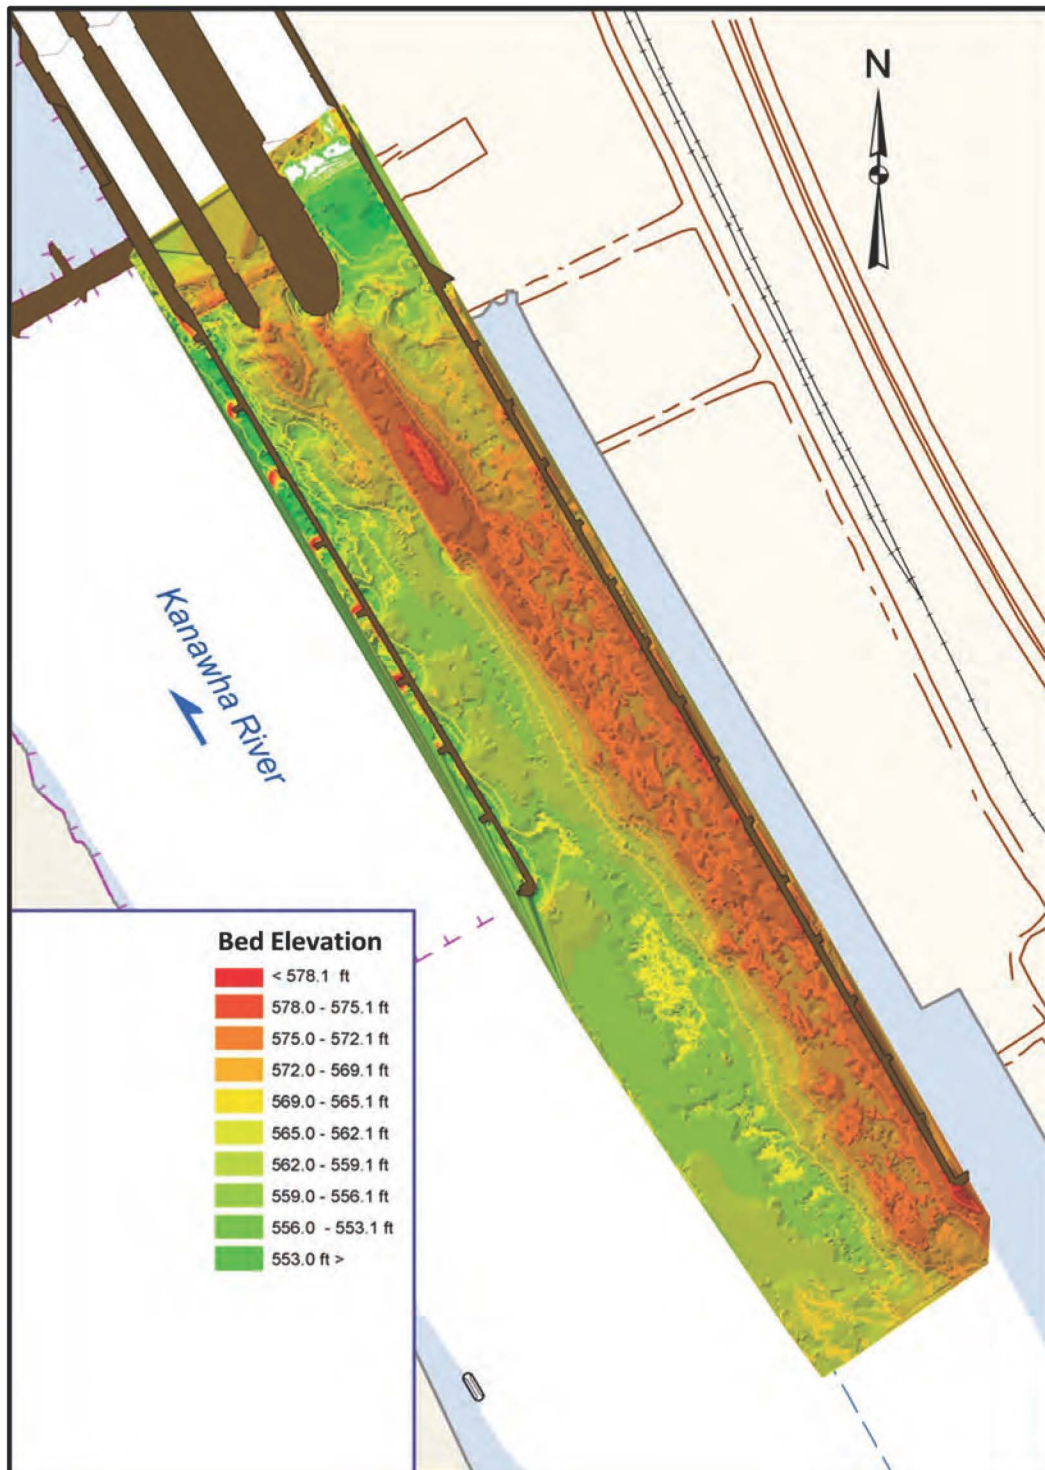 N
Kanawha River
Bed Elevation
< 578.1 ft
578.0 - 575.1 ft
575.0 - 572.1 ft
572.0 - 569.1 ft
569.0 - 565.1 ft
565.0 - 562.1 ft
562.0 - 559.1 ft
559.0 - 556.1 ft
556.0 - 553.1 ft
553.0 ft >